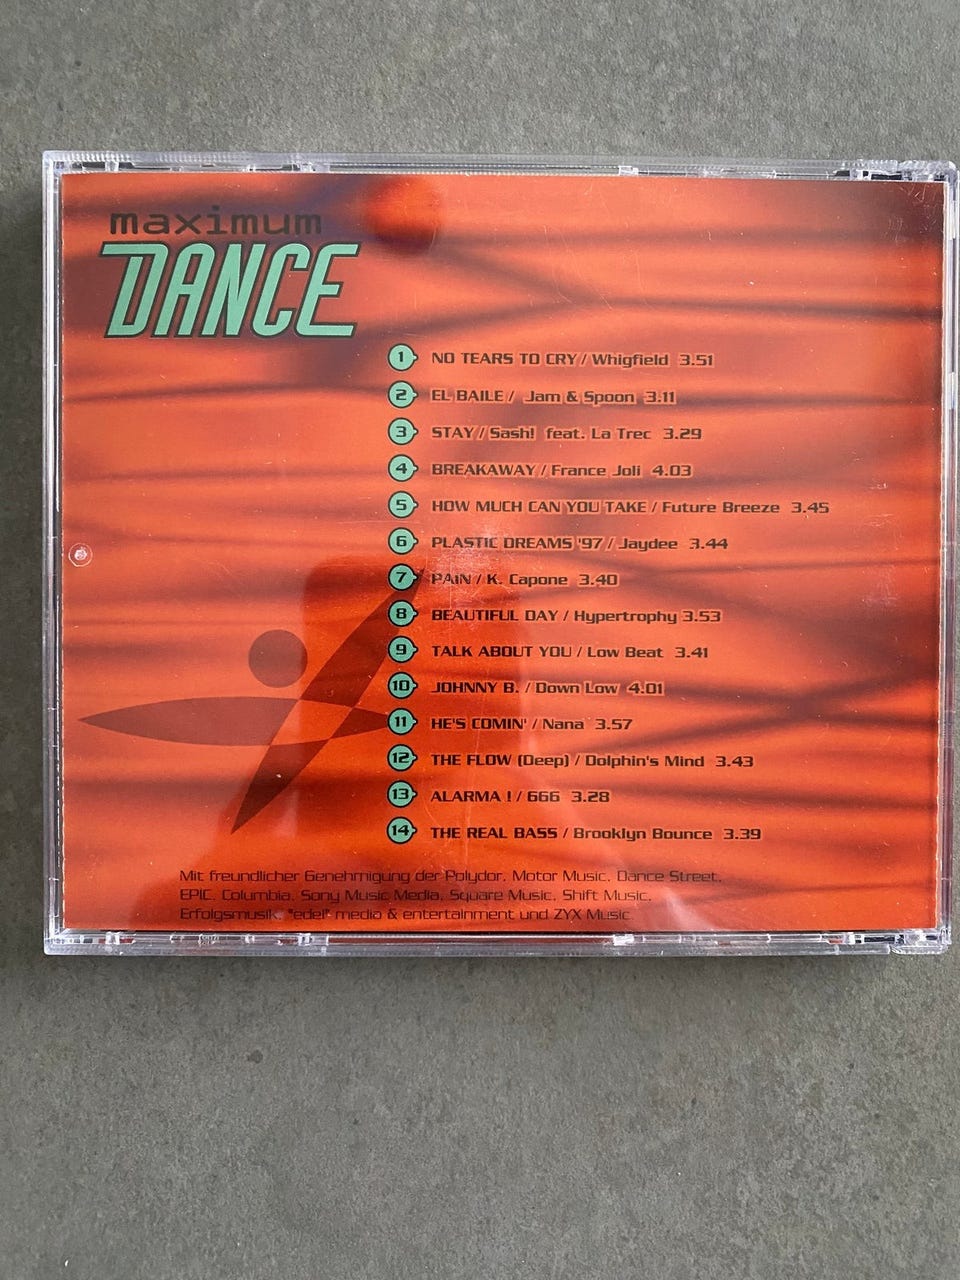 maximum
DANCE
1 NO TEARS TO CRY / Whigfield 3.51
2 EL BAILE / Jam & Spoon 3.11
3 STAY / Sash! feat. La Trec 3.29
4 BREAKAWAY / France Joli 4.03
5 HOW MUCH CAN YOU TAKE / Future Breeze 3.45
6 PLASTIC DREAMS '97 / Jaydee 3.44
7 PAIN / K. Capone 3.40
8 BEAUTIFUL DAY / Hypertrophy 3.53
9 TALK ABOUT YOU / Low Beat 3.41
10 JOHNNY B. / Down Low 4.01
11 HE'S COMIN' / Nana 3.57
12 THE FLOW (Deep) / Dolphin's Mind 3.43
13 ALARMA ! / 666 3.28
14 THE REAL BASS / Brooklyn Bounce 3.39
Mit freundlicher Genehmigung der Polydor, Motor Music, Dance Street,
EPIC, Columbia, Sony Music Media, Square Music, Shift Music,
Erfolgsmusik, "edel" media & entertainment und ZYX Music.